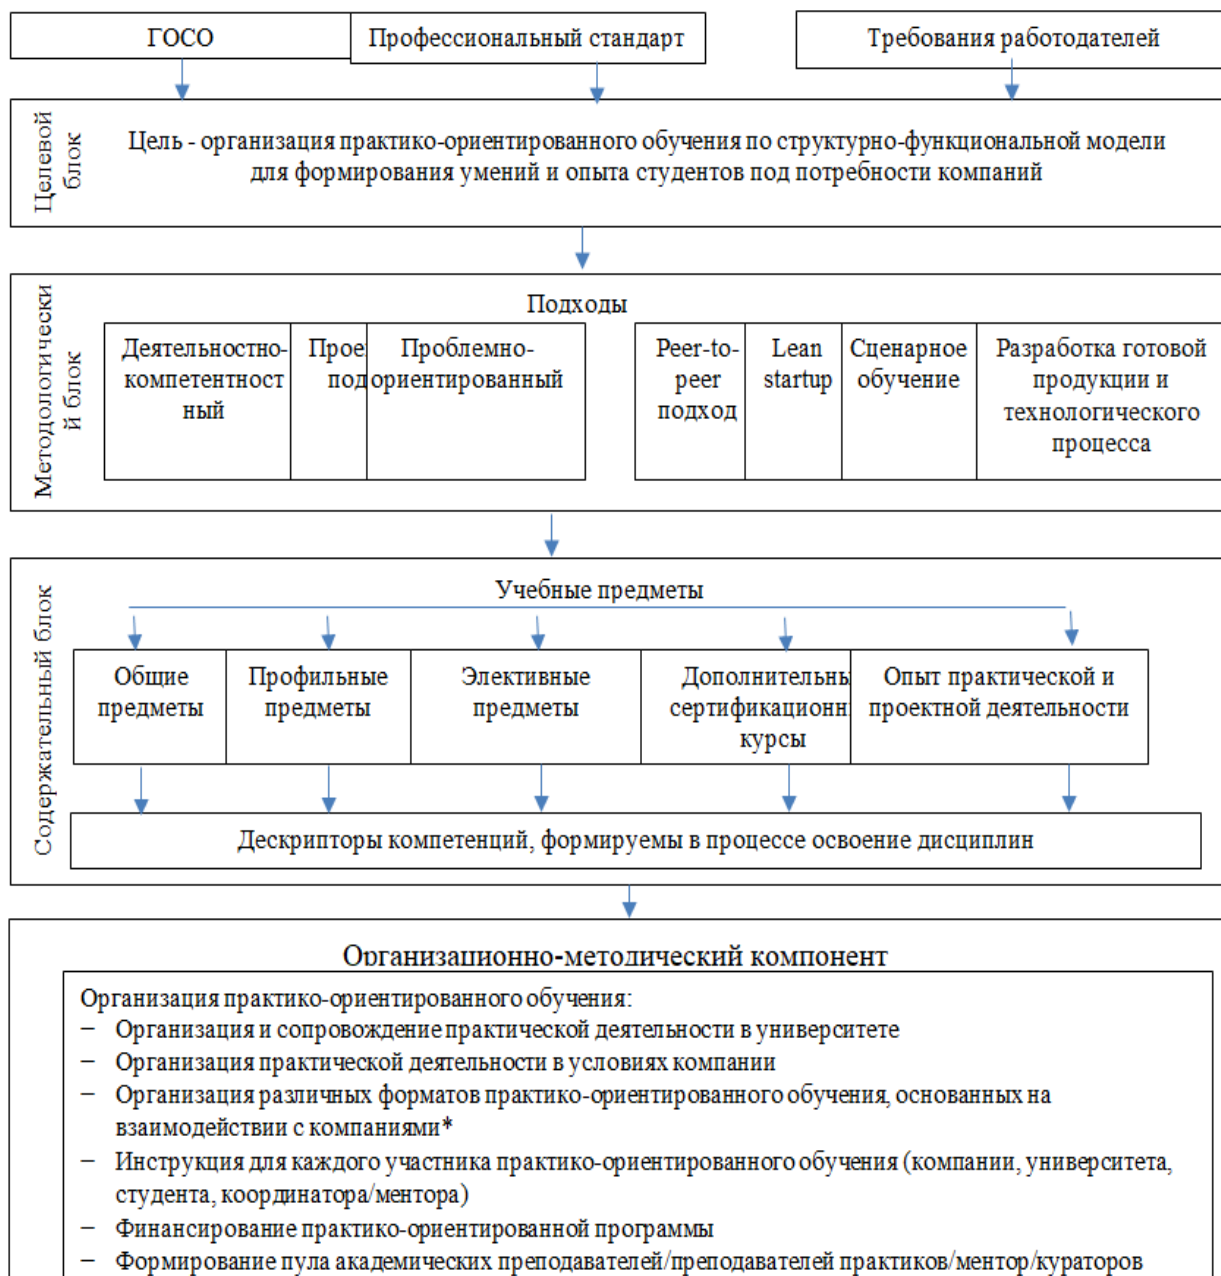 ГОСО
Профессиональный стандарт
Требования работодателей
Целевой
блок
Цель - организация практико-ориентированного обучения по структурно-функциональной модели
для формирования умений и опыта студентов под потребности компаний
Методологически
й блок
Подходы
Деятельностно-
компетентност
ный
Прое
под
Проблемно-
ориентированный
Peer-to-
peer
подход
Lean
startup
Сценарное
обучение
Разработка готовой
продукции и
технологического
процесса
Содержательный блок
Учебные предметы
Общие
предметы
Профильные
предметы
Элективные
предметы
Дополнительны
сертификационн
курсы
Опыт практической и
проектной деятельности
Дескрипторы компетенций, формируемы в процессе освоение дисциплин
Организационно-методический компонент
Организация практико-ориентированного обучения:
– Организация и сопровождение практической деятельности в университете
– Организация практической деятельности в условиях компании
– Организация различных форматов практико-ориентированного обучения, основанных на
взаимодействии с компаниями*
– Инструкция для каждого участника практико-ориентированного обучения (компании, университета,
студента, координатора/ментора)
– Финансирование практико-ориентированной программы
– Формирование пула академических преподавателей/преподавателей практиков/ментор/кураторов